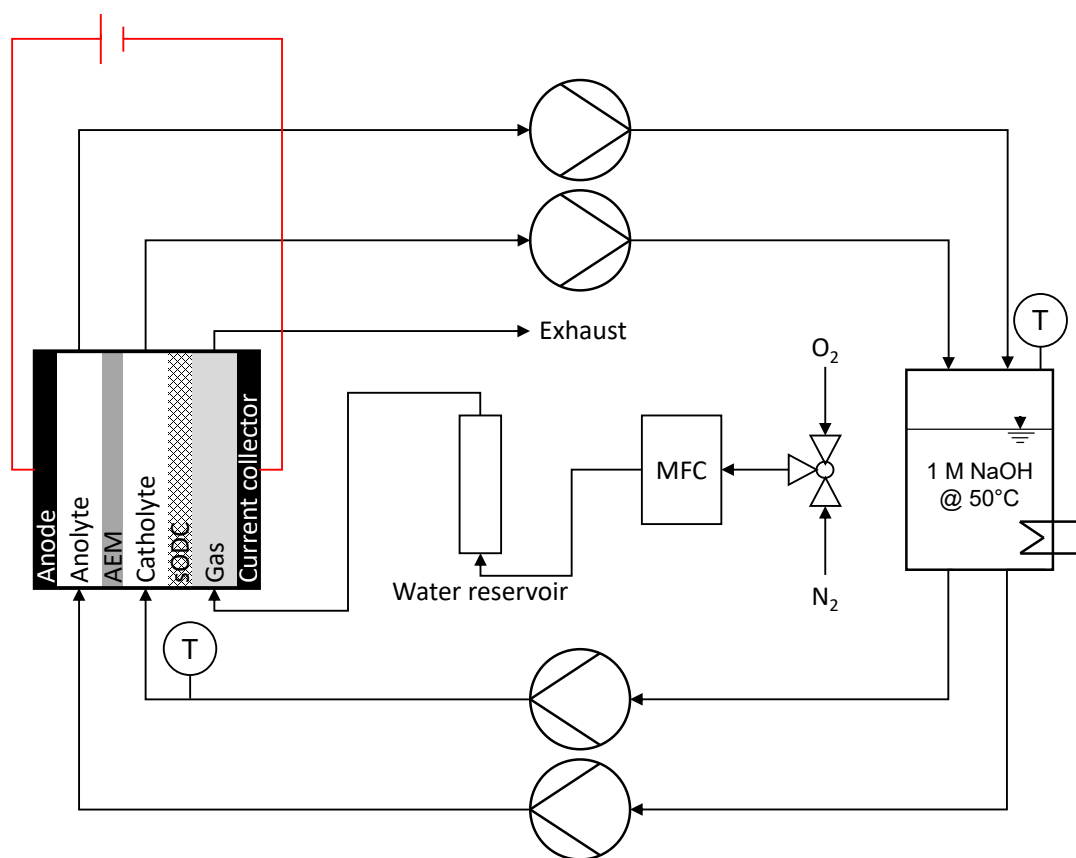 Exhaust
T
O₂
Anode
Anolyte
AEM
Catholyte
sODC
Gas
Current collector
MFC
1 M NaOH
@ 50°C
Water reservoir
N₂
T